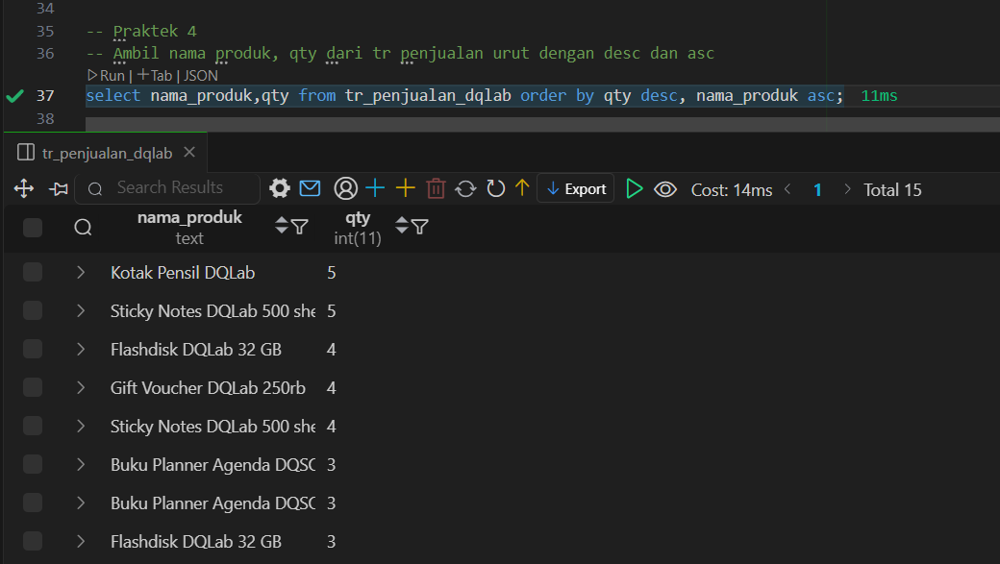 34
35 -- Praktek 4
36 -- Ambil nama produk, qty dari tr penjualan urut dengan desc dan asc
Run | Tab | JSON
37 select nama_produk,qty from tr_penjualan_dqlab order by qty desc, nama_produk asc; 11ms
38
tr_penjualan_dqlab
Search Results Export Cost: 14ms 1 Total 15
nama_produk qty
text int(11)
Kotak Pensil DQLab 5
Sticky Notes DQLab 500 she 5
Flashdisk DQLab 32 GB 4
Gift Voucher DQLab 250rb 4
Sticky Notes DQLab 500 she 4
Buku Planner Agenda DQSC 3
Buku Planner Agenda DQSC 3
Flashdisk DQLab 32 GB 3